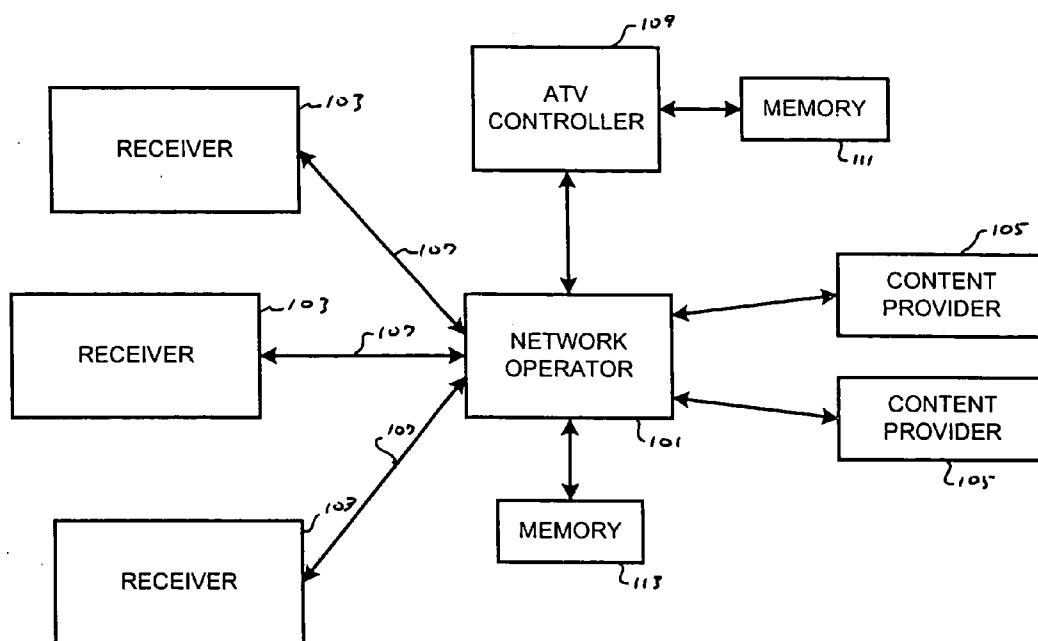 109
ATV
CONTROLLER
MEMORY
111
103
RECEIVER
107
105
CONTENT
PROVIDER
103
RECEIVER
107
NETWORK
OPERATOR
101
CONTENT
PROVIDER
105
107
103
RECEIVER
MEMORY
113